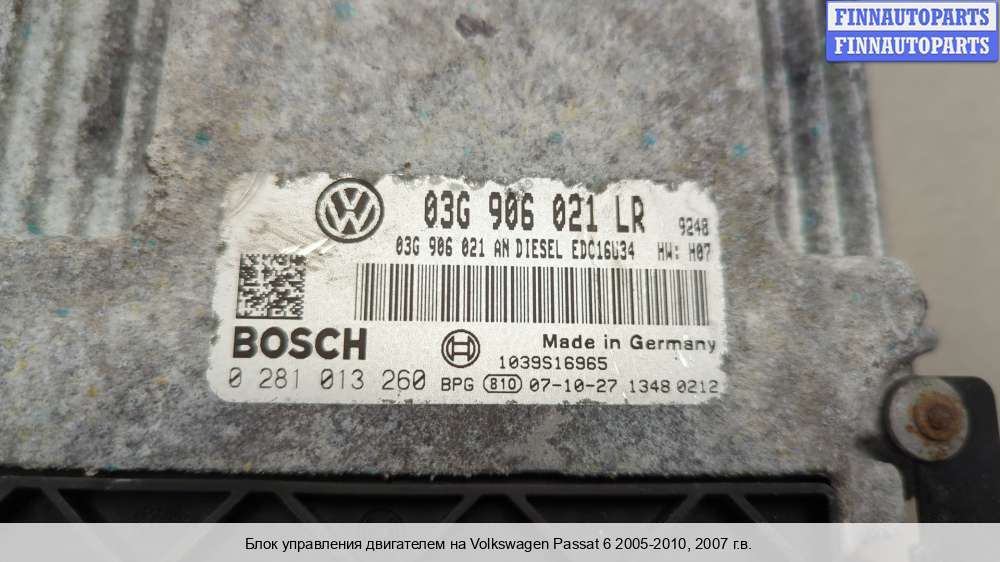 FINNAUTOPARTS
FINNAUTOPARTS
03G 906 021 LR 9248
03G 906 021 AN DIESEL EDC16U34 HW: H07
BOSCH Made in Germany
1039S16965
0 281 013 260 BPG 810 07-10-27 1348 0212
Блок управления двигателем на Volkswagen Passat 6 2005-2010, 2007 г.в.